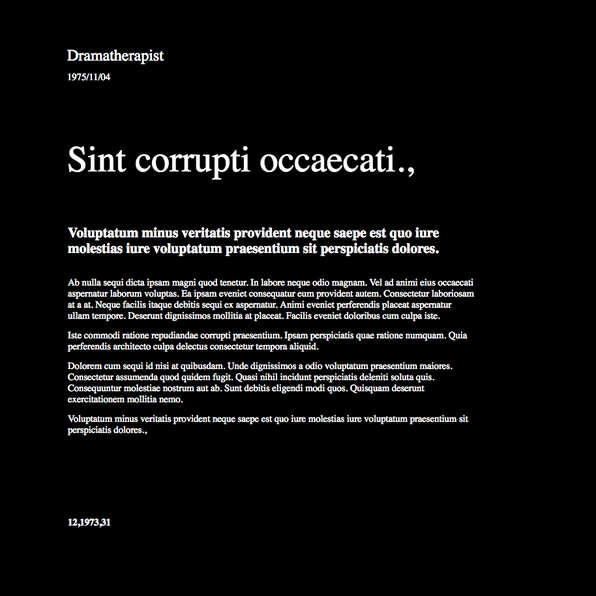 Dramatherapist
1975/11/04
Sint corrupti occaecati.,
Voluptatum minus veritatis provident neque saepe est quo iure
molestias iure voluptatum praesentium sit perspiciatis dolores.
Ab nulla sequi dicta ipsam magni quod tenetur. In labore neque odio magnam. Vel ad animi eius occaecati
aspernatur laborum voluptas. Ea ipsam eveniet consequatur eum provident autem. Consectetur laboriosam
at a at. Neque facilis itaque debitis sequi ex aspernatur. Animi eveniet perferendis placeat aspernatur
ullam tempore. Deserunt dignissimos mollitia at placeat. Facilis eveniet doloribus cum culpa iste.
Iste commodi ratione repudiandae corrupti praesentium. Ipsam perspiciatis quae ratione numquam. Quia
perferendis architecto culpa delectus consectetur tempora aliquid.
Dolorem cum sequi id nisi at quibusdam. Unde dignissimos a odio voluptatum praesentium maiores.
Consectetur assumenda quod quidem fugit. Quasi nihil incidunt perspiciatis deleniti soluta quis.
Consequuntur molestiae nostrum aut ab. Sunt debitis eligendi modi quos. Quisquam deserunt
exercitationem mollitia nemo.
Voluptatum minus veritatis provident neque saepe est quo iure molestias iure voluptatum praesentium sit
perspiciatis dolores.,
12,1973,31